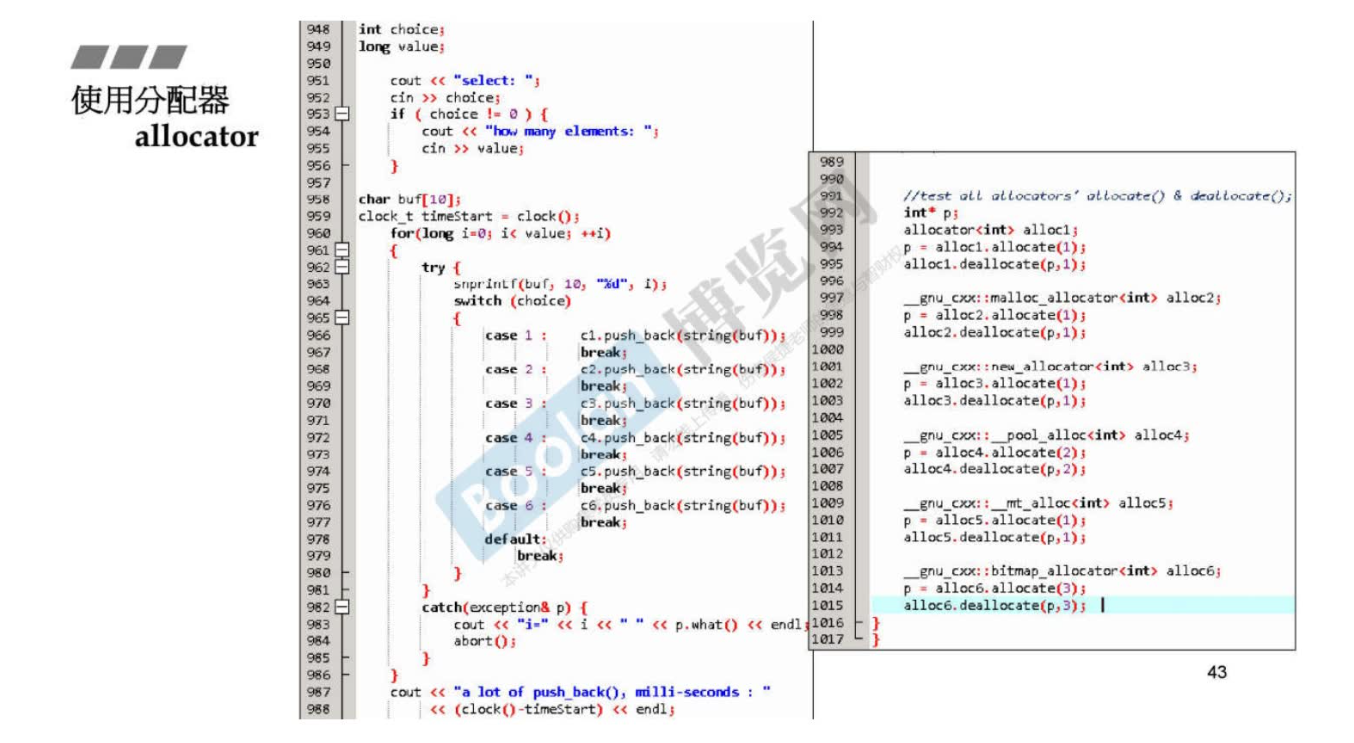 使用分配器
allocator
948 int choice;
949 long value;
950
951 cout << "select: ";
952 cin >> choice;
953 if ( choice != 0 ) {
954 cout << "how many elements: ";
955 cin >> value;
956 }
957
958 char buf[10];
959 clock_t timeStart = clock();
960 for(long i=0; i< value; ++i)
961 {
962 try {
963 snprintf(buf, 10, "%d", i);
964 switch (choice)
965 {
966 case 1 : c1.push_back(string(buf));
967 break;
968 case 2 : c2.push_back(string(buf));
969 break;
970 case 3 : c3.push_back(string(buf));
971 break;
972 case 4 : c4.push_back(string(buf));
973 break;
974 case 5 : c5.push_back(string(buf));
975 break;
976 case 6 : c6.push_back(string(buf));
977 break;
978 default:
979 break;
980 }
981 }
982 catch(exception& p) {
983 cout << "i=" << i << " " << p.what() << endl;
984 abort();
985 }
986 }
987 cout << "a lot of push_back(), milli-seconds : "
988 << (clock()-timeStart) << endl;
989
990
991 //test all allocators' allocate() & deallocate();
992 int* p;
993 allocator<int> alloc1;
994 p = alloc1.allocate(1);
995 alloc1.deallocate(p,1);
996
997 __gnu_cxx::malloc_allocator<int> alloc2;
998 p = alloc2.allocate(1);
999 alloc2.deallocate(p,1);
1000
1001 __gnu_cxx::new_allocator<int> alloc3;
1002 p = alloc3.allocate(1);
1003 alloc3.deallocate(p,1);
1004
1005 __gnu_cxx::__pool_alloc<int> alloc4;
1006 p = alloc4.allocate(2);
1007 alloc4.deallocate(p,2);
1008
1009 __gnu_cxx::__mt_alloc<int> alloc5;
1010 p = alloc5.allocate(1);
1011 alloc5.deallocate(p,1);
1012
1013 __gnu_cxx::bitmap_allocator<int> alloc6;
1014 p = alloc6.allocate(3);
1015 alloc6.deallocate(p,3);
1016 }
1017 }
Boolan 博览网
43